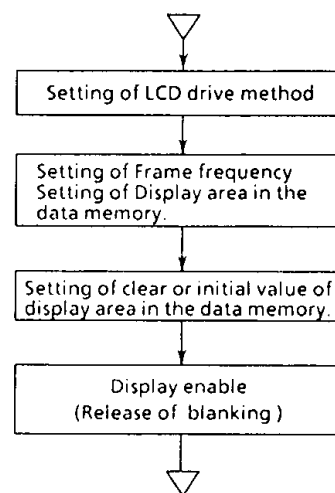 Setting of LCD drive method
Setting of Frame frequency
Setting of Display area in the
data memory.
Setting of clear or initial value of
display area in the data memory.
Display enable
(Release of blanking)